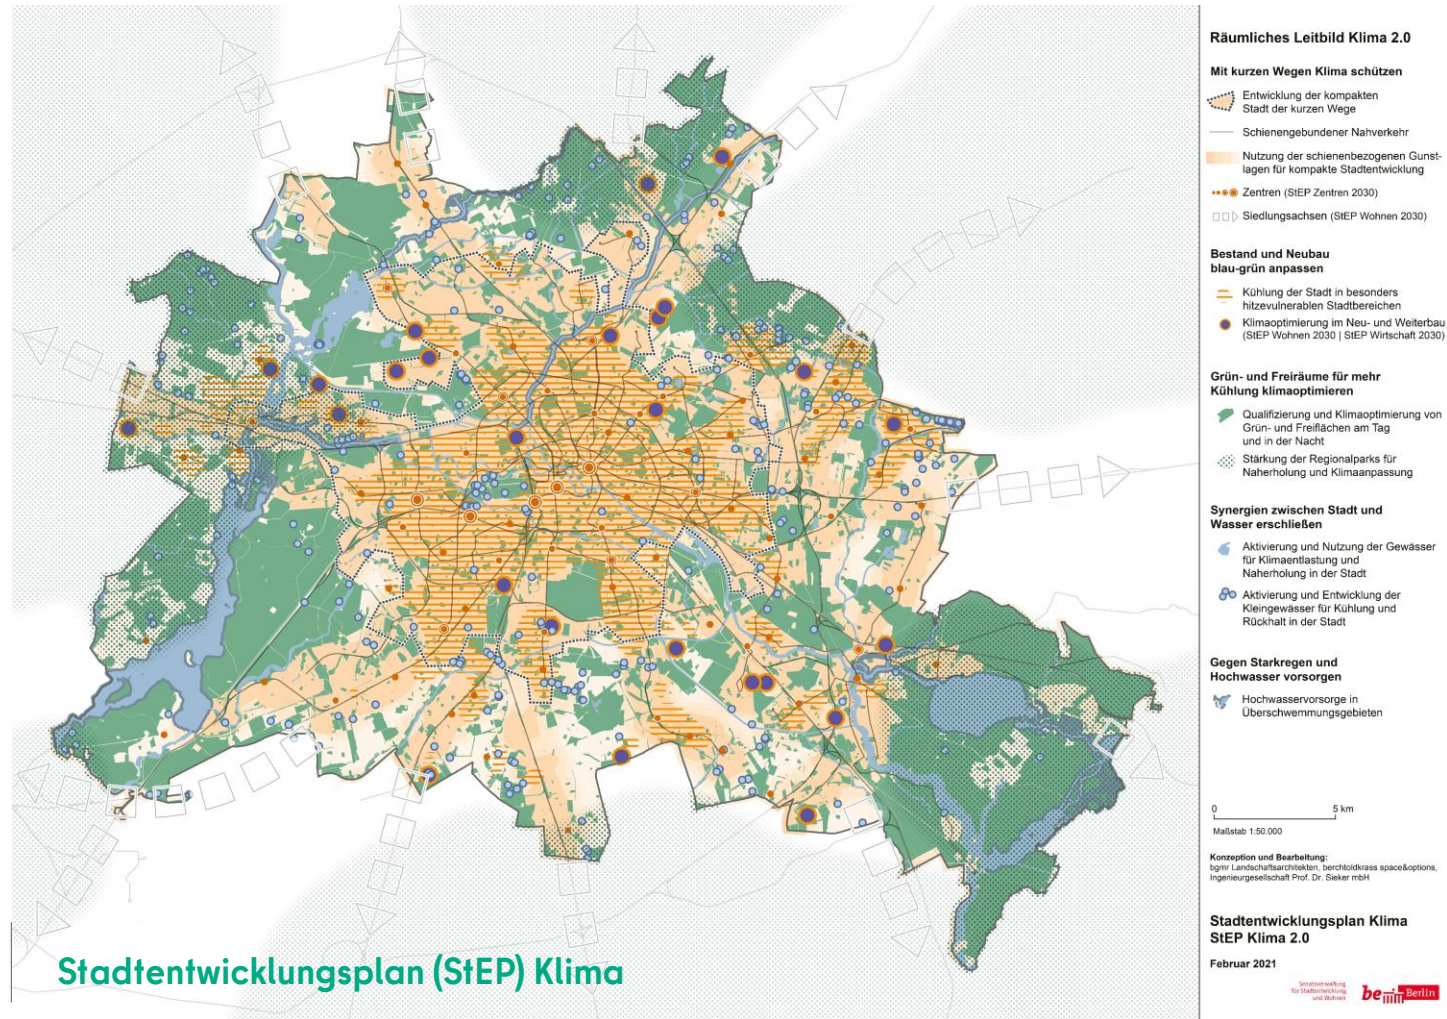 Räumliches Leitbild Klima 2.0
Mit kurzen Wegen Klima schützen
Entwicklung der kompakten
Stadt der kurzen Wege
Schienengebundener Nahverkehr
Nutzung der schienenbezogenen Gunst-
lagen für kompakte Stadtentwicklung
Zentren (StEP Zentren 2030)
Siedlungsachsen (StEP Wohnen 2030)
Bestand und Neubau
blau-grün anpassen
Kühlung der Stadt in besonders
hitzevulnerablen Stadtbereichen
Klimaoptimierung im Neu- und Weiterbau
(StEP Wohnen 2030 | StEP Wirtschaft 2030)
Grün- und Freiräume für mehr
Kühlung klimaoptimieren
Qualifizierung und Klimaoptimierung von
Grün- und Freiflächen am Tag
und in der Nacht
Stärkung der Regionalparks für
Naherholung und Klimaanpassung
Synergien zwischen Stadt und
Wasser erschließen
Aktivierung und Nutzung der Gewässer
für Klimaentlastung und
Naherholung in der Stadt
Aktivierung und Entwicklung der
Kleingewässer für Kühlung und
Rückhalt in der Stadt
Gegen Starkregen und
Hochwasser vorsorgen
Hochwasservorsorge in
Überschwemmungsgebieten
0 5 km
Maßstab 1:50.000
Konzeption und Bearbeitung:
bgmr Landschaftsarchitekten, berchtoldkrass space&options,
Ingenieurgesellschaft Prof. Dr. Sieker mbH
Stadtentwicklungsplan Klima
StEP Klima 2.0
Februar 2021
Senatsverwaltung
für Stadtentwicklung
und Wohnen
be Berlin
Stadtentwicklungsplan (StEP) Klima